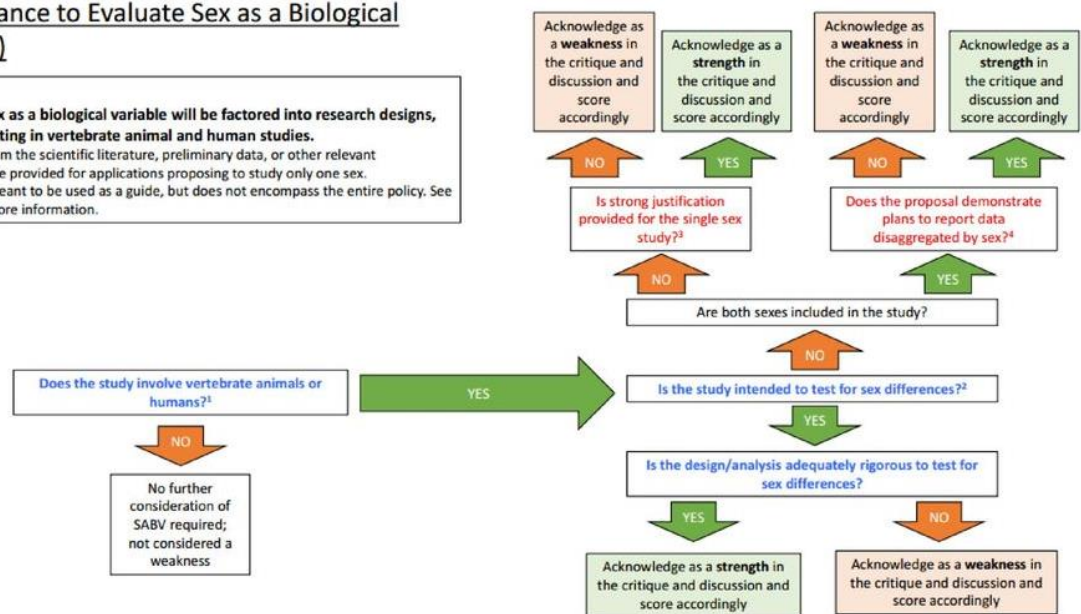 ance to Evaluate Sex as a Biological
)
x as a biological variable will be factored into research designs,
ting in vertebrate animal and human studies.
m the scientific literature, preliminary data, or other relevant
e provided for applications proposing to study only one sex.
eant to be used as a guide, but does not encompass the entire policy. See
ore information.
Acknowledge as
a weakness in
the critique and
discussion and
score
accordingly
Acknowledge as a
strength in
the critique and
discussion and
score accordingly
Acknowledge as
a weakness in
the critique and
discussion and
score
accordingly
Acknowledge as a
strength in
the critique and
discussion and
score accordingly
NO
YES
NO
YES
Is strong justification
provided for the single sex
study?³
Does the proposal demonstrate
plans to report data
disaggregated by sex?⁴
NO
YES
Are both sexes included in the study?
NO
Does the study involve vertebrate animals or
humans?¹
YES
Is the study intended to test for sex differences?²
NO
YES
No further
consideration of
SABV required;
not considered a
weakness
Is the design/analysis adequately rigorous to test for
sex differences?
YES
NO
Acknowledge as a strength in
the critique and discussion and
score accordingly
Acknowledge as a weakness in
the critique and discussion and
score accordingly